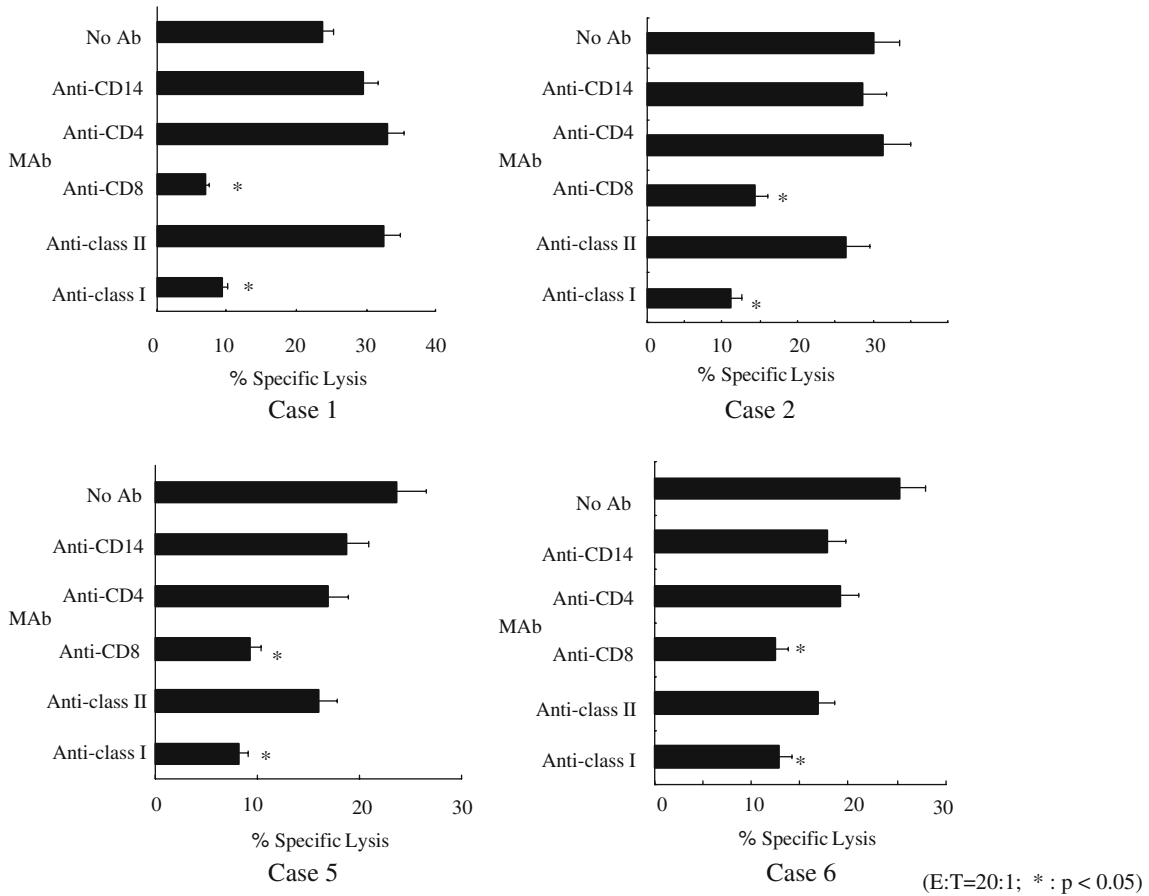 No Ab
Anti-CD14
Anti-CD4
MAb
Anti-CD8
*
Anti-class II
Anti-class I
*
0 10 20 30 40
% Specific Lysis
Case 1
No Ab
Anti-CD14
Anti-CD4
MAb
Anti-CD8
*
Anti-class II
Anti-class I
*
0 10 20 30
% Specific Lysis
Case 2
No Ab
Anti-CD14
Anti-CD4
MAb
Anti-CD8
*
Anti-class II
Anti-class I
*
0 10 20 30
% Specific Lysis
Case 5
No Ab
Anti-CD14
Anti-CD4
MAb
Anti-CD8
*
Anti-class II
Anti-class I
*
0 10 20 30
% Specific Lysis
Case 6
(E:T=20:1; * : p < 0.05)